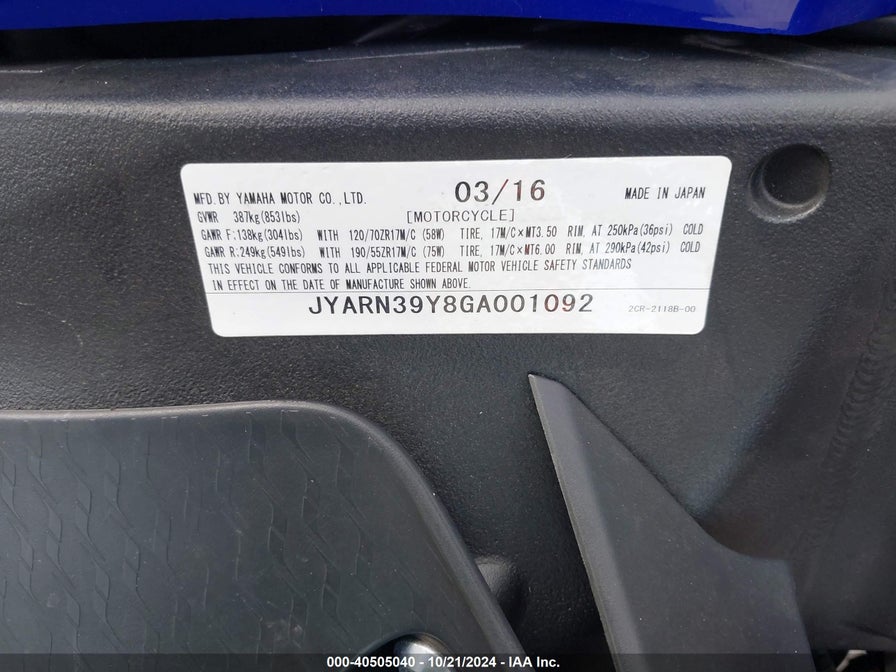 MFD. BY YAMAHA MOTOR CO.,LTD. 03/16 MADE IN JAPAN
GVWR 387kg(853lbs) [MOTORCYCLE]
GAWR F:138kg(304lbs) WITH 120/70ZR17M/C (58W) TIRE, 17M/C×MT3.50 RIM, AT 250kPa(36psi) COLD
GAWR R:249kg(549lbs) WITH 190/55ZR17M/C (75W) TIRE, 17M/C×MT6.00 RIM, AT 290kPa(42psi) COLD
THIS VEHICLE CONFORMS TO ALL APPLICABLE FEDERAL MOTOR VEHICLE SAFETY STANDARDS
IN EFFECT ON THE DATE OF MANUFACTURE SHOWN ABOVE.
JYARN39Y8GA001092 2CR-2118B-00
000-40505040 - 10/21/2024 - IAA Inc.